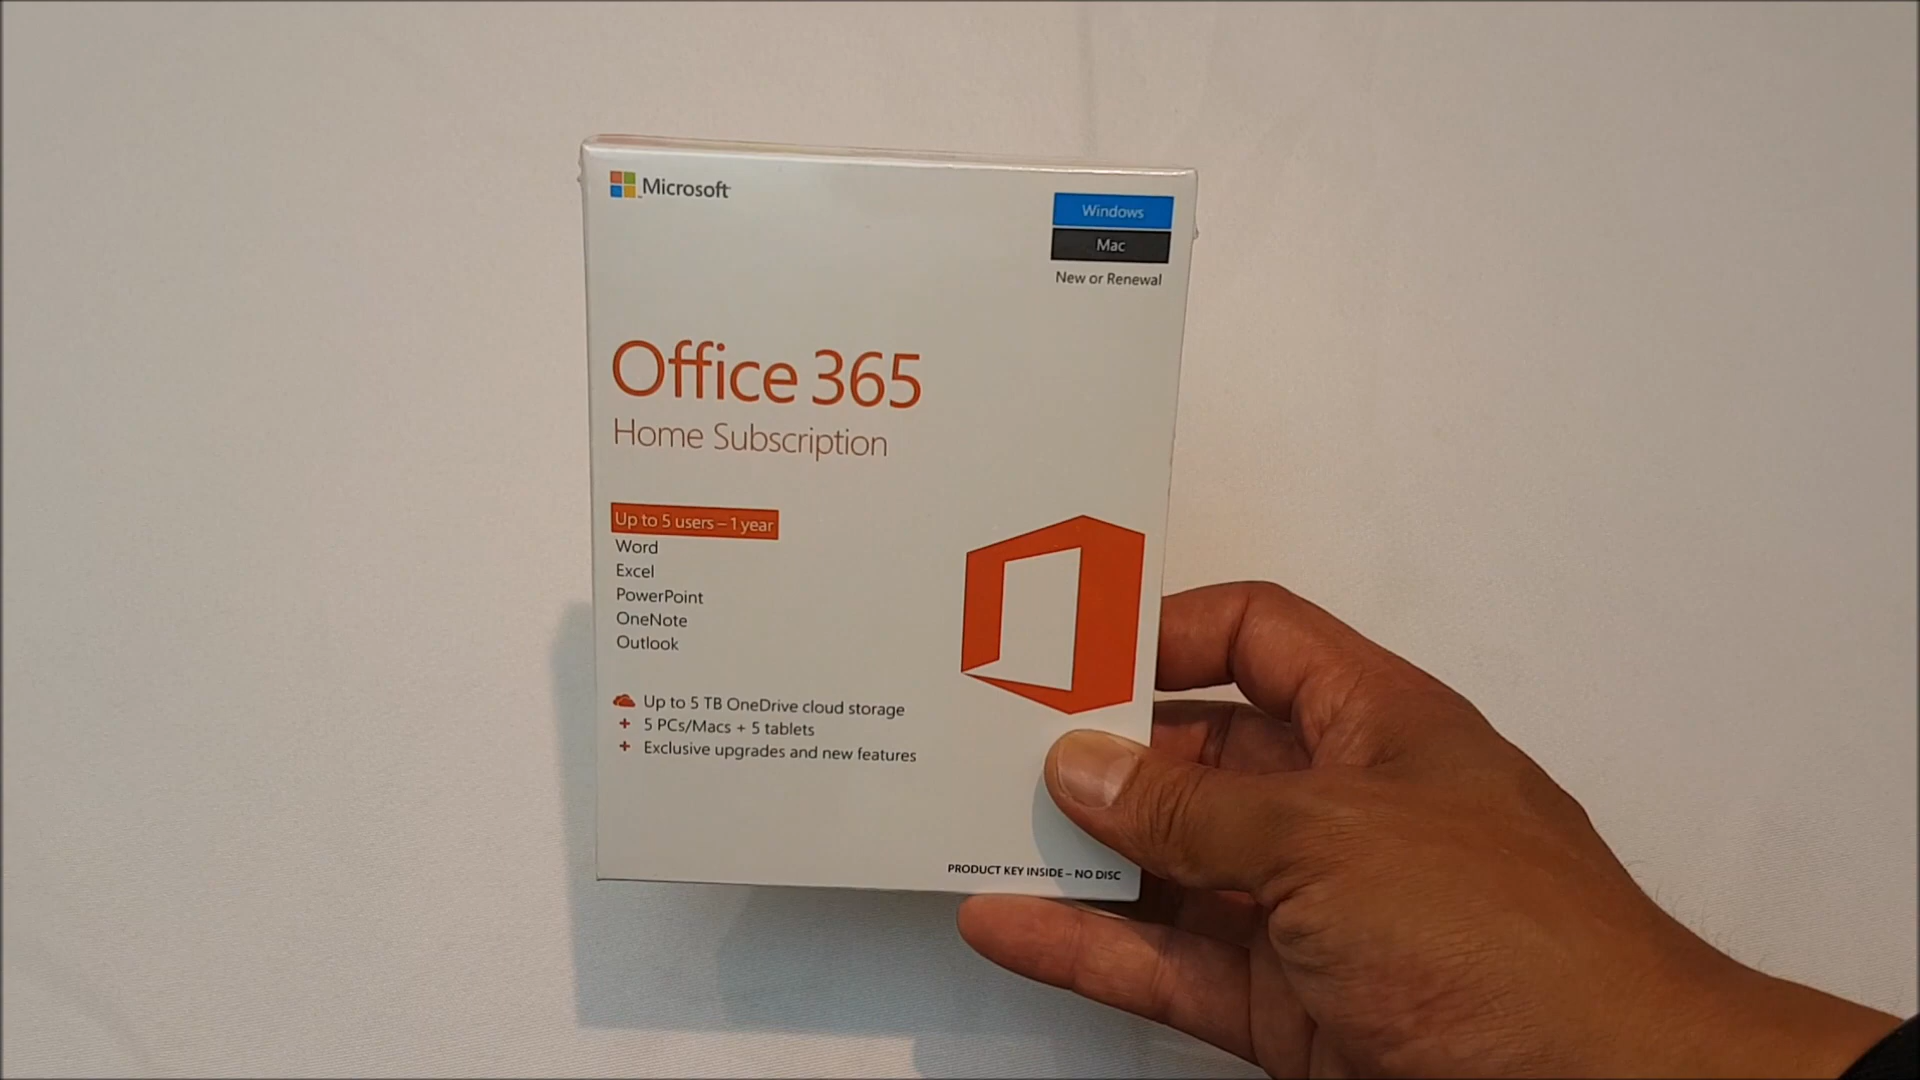 Microsoft
Windows
Mac
New or Renewal
Office 365
Home Subscription
Up to 5 users – 1 year
Word
Excel
PowerPoint
OneNote
Outlook
Up to 5 TB OneDrive cloud storage
+ 5 PCs/Macs + 5 tablets
+ Exclusive upgrades and new features
PRODUCT KEY INSIDE – NO DISC